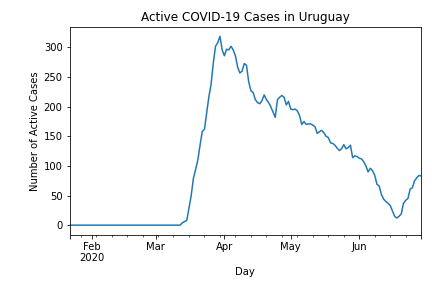 Active COVID-19 Cases in Uruguay
Number of Active Cases
300
250
200
150
100
50
0
Feb Mar Apr May Jun
2020
Day